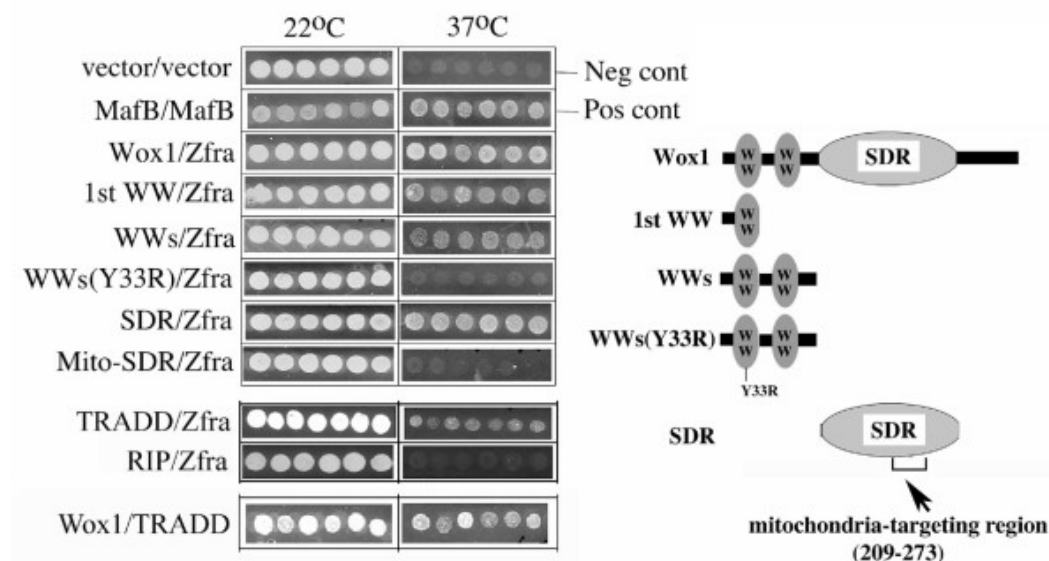 22°C 37°C
vector/vector
Neg cont
MafB/MafB
Pos cont
Wox1/Zfra
1st WW/Zfra
WWs/Zfra
WWs(Y33R)/Zfra
SDR/Zfra
Mito-SDR/Zfra
TRADD/Zfra
RIP/Zfra
Wox1/TRADD
Wox1
W W SDR
W W
1st WW
W
W
WWs
W W
W W
WWs(Y33R)
W W
W W
Y33R
SDR
SDR
mitochondria-targeting region
(209-273)